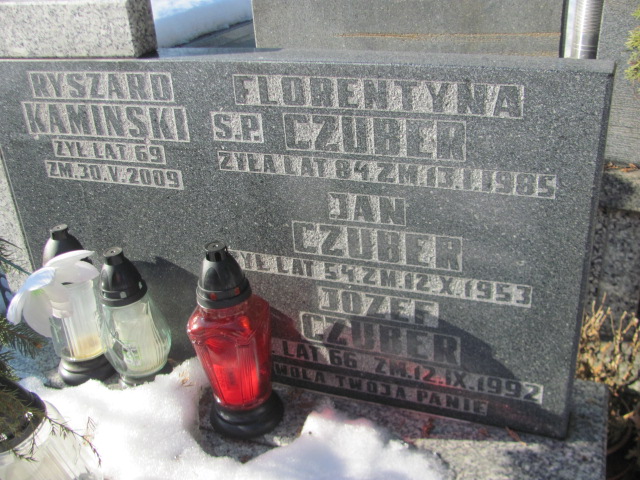 RYSZARD
KAMIŃSKI
ŻYŁ LAT 69
ZM. 30.V.2009
FLORENTYNA
Ś.P. CZUBER
ŻYŁA LAT 84 ZM. 13.I.1985
JAN
CZUBER
ŻYŁ LAT 54 ZM. 12.X.1953
JÓZEF
CZUBER
LAT 66 ZM. 12.IX.1992
WOLA TWOJA PANIE